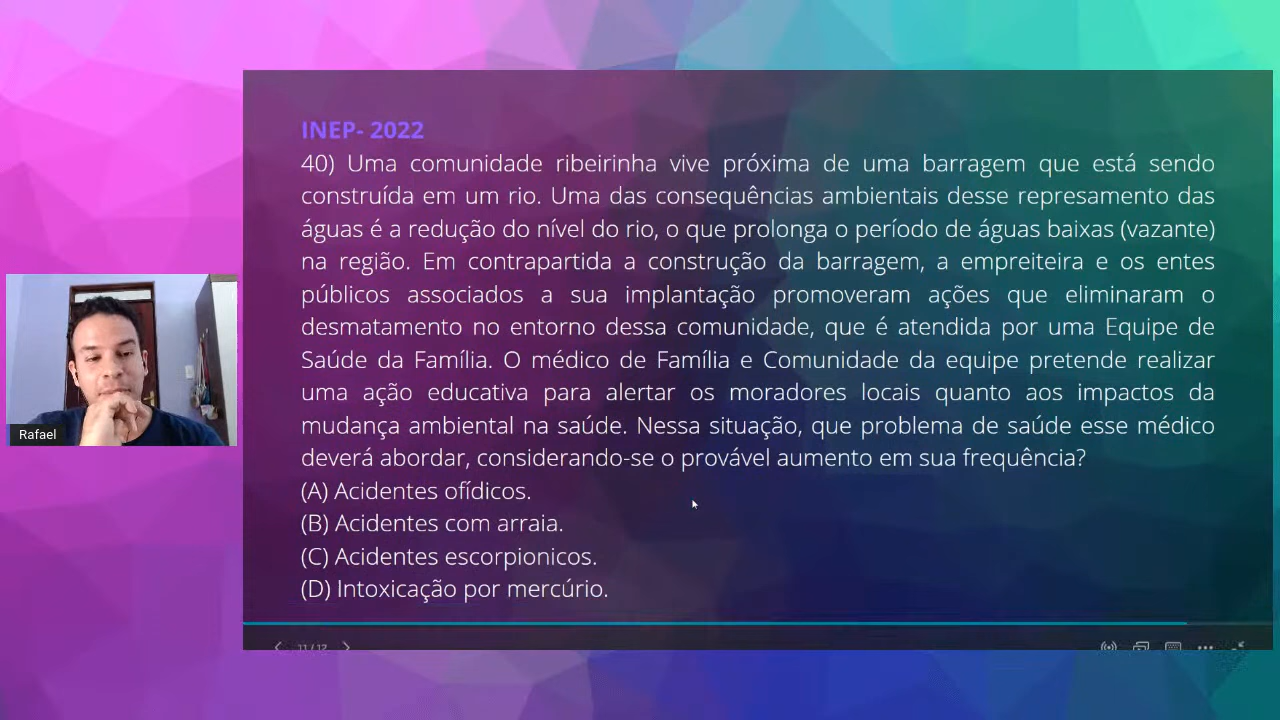 INEP- 2022
40) Uma comunidade ribeirinha vive próxima de uma barragem que está sendo
construída em um rio. Uma das consequências ambientais desse represamento das
águas é a redução do nível do rio, o que prolonga o período de águas baixas (vazante)
na região. Em contrapartida a construção da barragem, a empreiteira e os entes
públicos associados a sua implantação promoveram ações que eliminaram o
desmatamento no entorno dessa comunidade, que é atendida por uma Equipe de
Saúde da Família. O médico de Família e Comunidade da equipe pretende realizar
uma ação educativa para alertar os moradores locais quanto aos impactos da
mudança ambiental na saúde. Nessa situação, que problema de saúde esse médico
deverá abordar, considerando-se o provável aumento em sua frequência?
(A) Acidentes ofídicos.
(B) Acidentes com arraia.
(C) Acidentes escorpionicos.
(D) Intoxicação por mercúrio.
Rafael
11 / 12